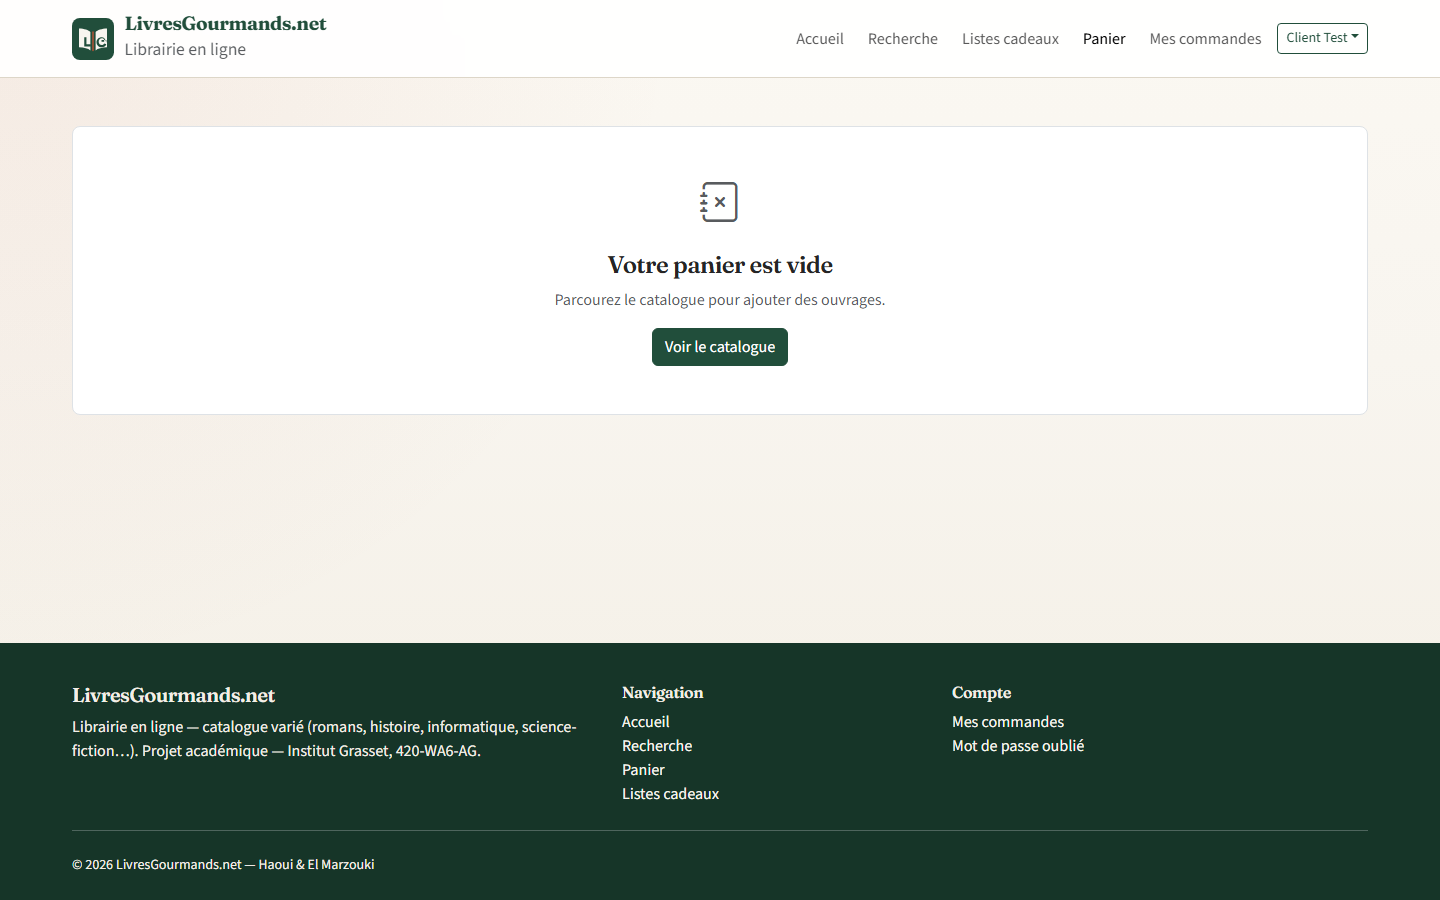 LivresGourmands.net
Librairie en ligne
Accueil
Recherche
Listes cadeaux
Panier
Mes commandes
Client Test
Votre panier est vide
Parcourez le catalogue pour ajouter des ouvrages.
Voir le catalogue
LivresGourmands.net
Librairie en ligne — catalogue varié (romans, histoire, informatique, science-
fiction…). Projet académique — Institut Grasset, 420-WA6-AG.
Navigation
Accueil
Recherche
Panier
Listes cadeaux
Compte
Mes commandes
Mot de passe oublié
© 2026 LivresGourmands.net — Haoui & El Marzouki